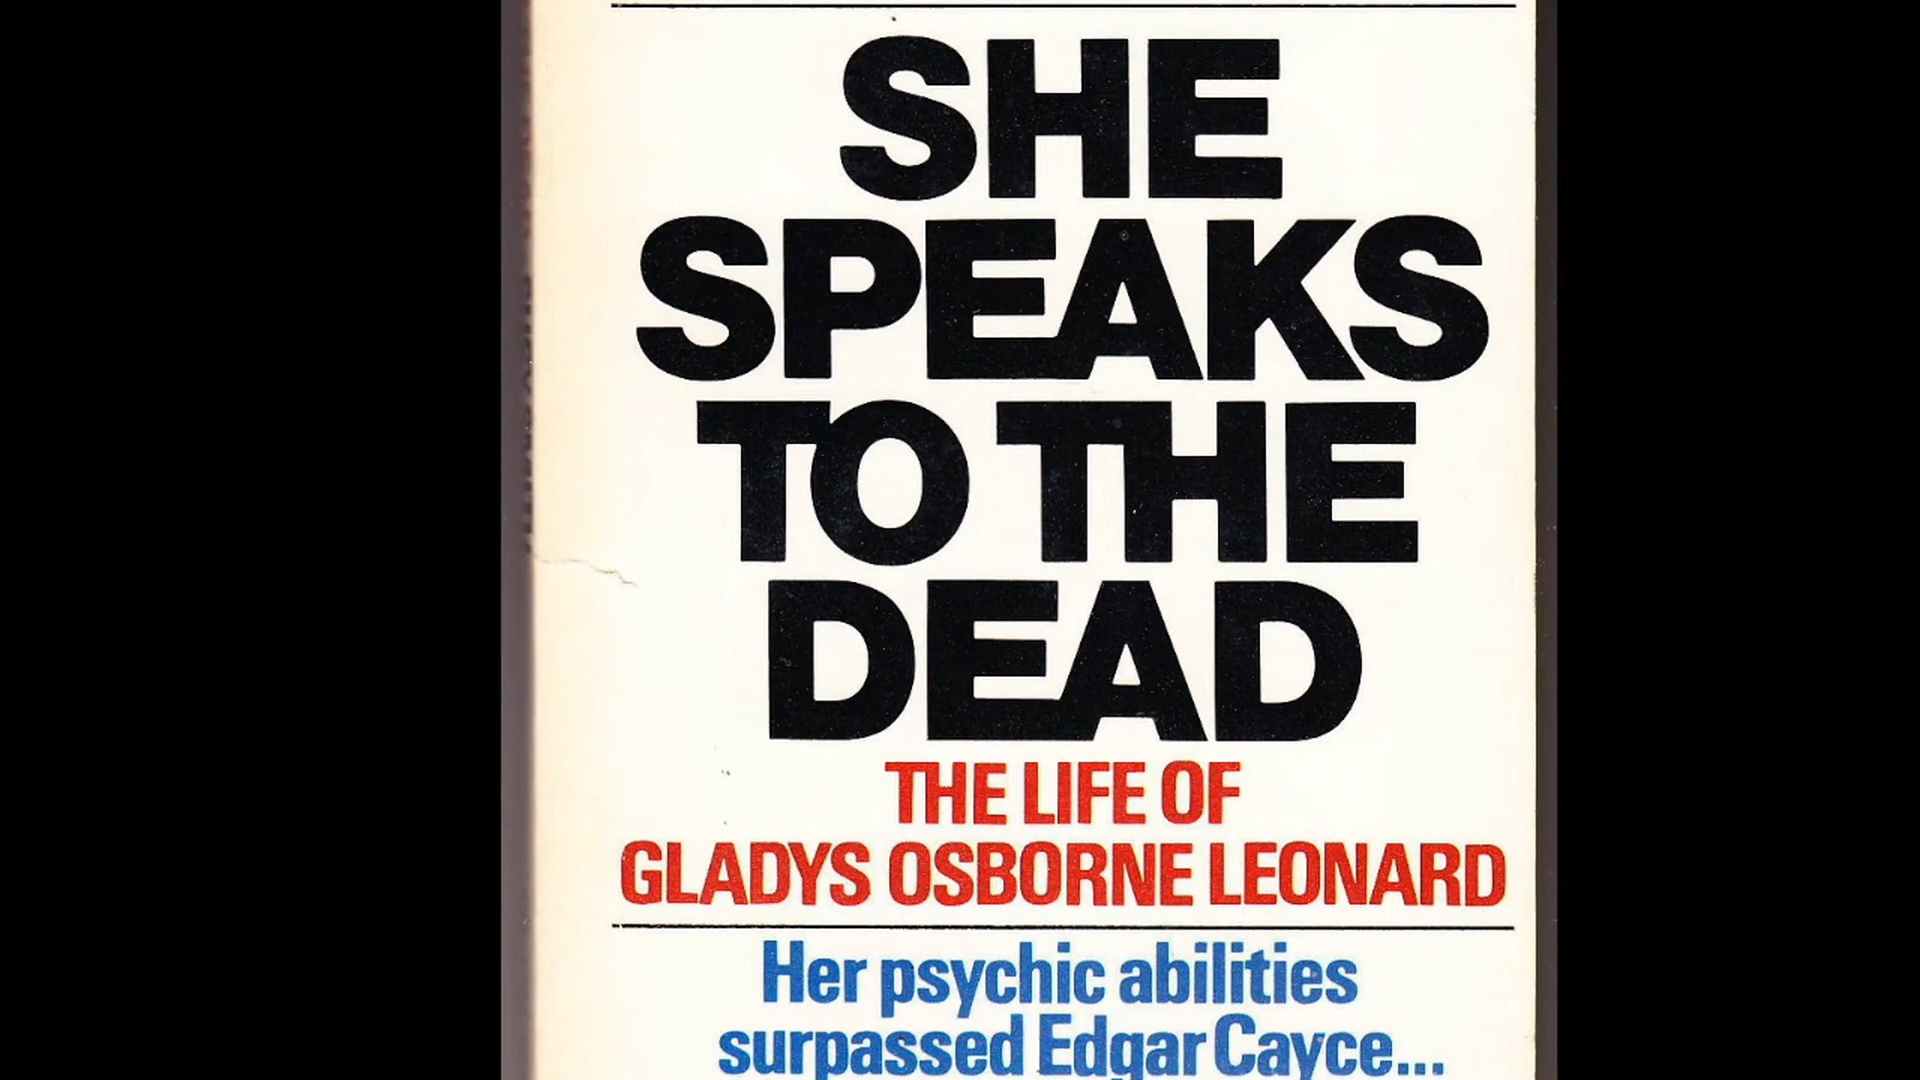 SHE
SPEAKS
TO THE
DEAD
THE LIFE OF
GLADYS OSBORNE LEONARD
Her psychic abilities
surpassed Edgar Cayce...